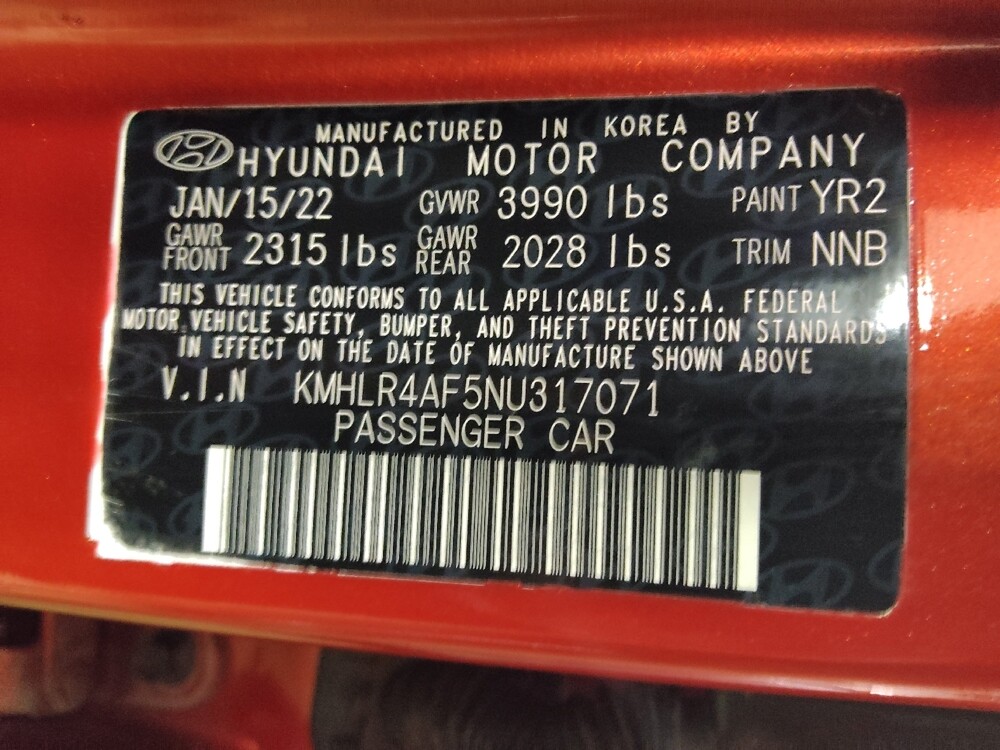 MANUFACTURED IN KOREA BY
HYUNDAI MOTOR COMPANY
JAN/15/22 GVWR 3990 lbs PAINT YR2
GAWR FRONT 2315 lbs GAWR REAR 2028 lbs TRIM NNB
THIS VEHICLE CONFORMS TO ALL APPLICABLE U.S.A. FEDERAL
MOTOR VEHICLE SAFETY, BUMPER, AND THEFT PREVENTION STANDARDS
IN EFFECT ON THE DATE OF MANUFACTURE SHOWN ABOVE
V.I.N KMHLR4AF5NU317071
PASSENGER CAR